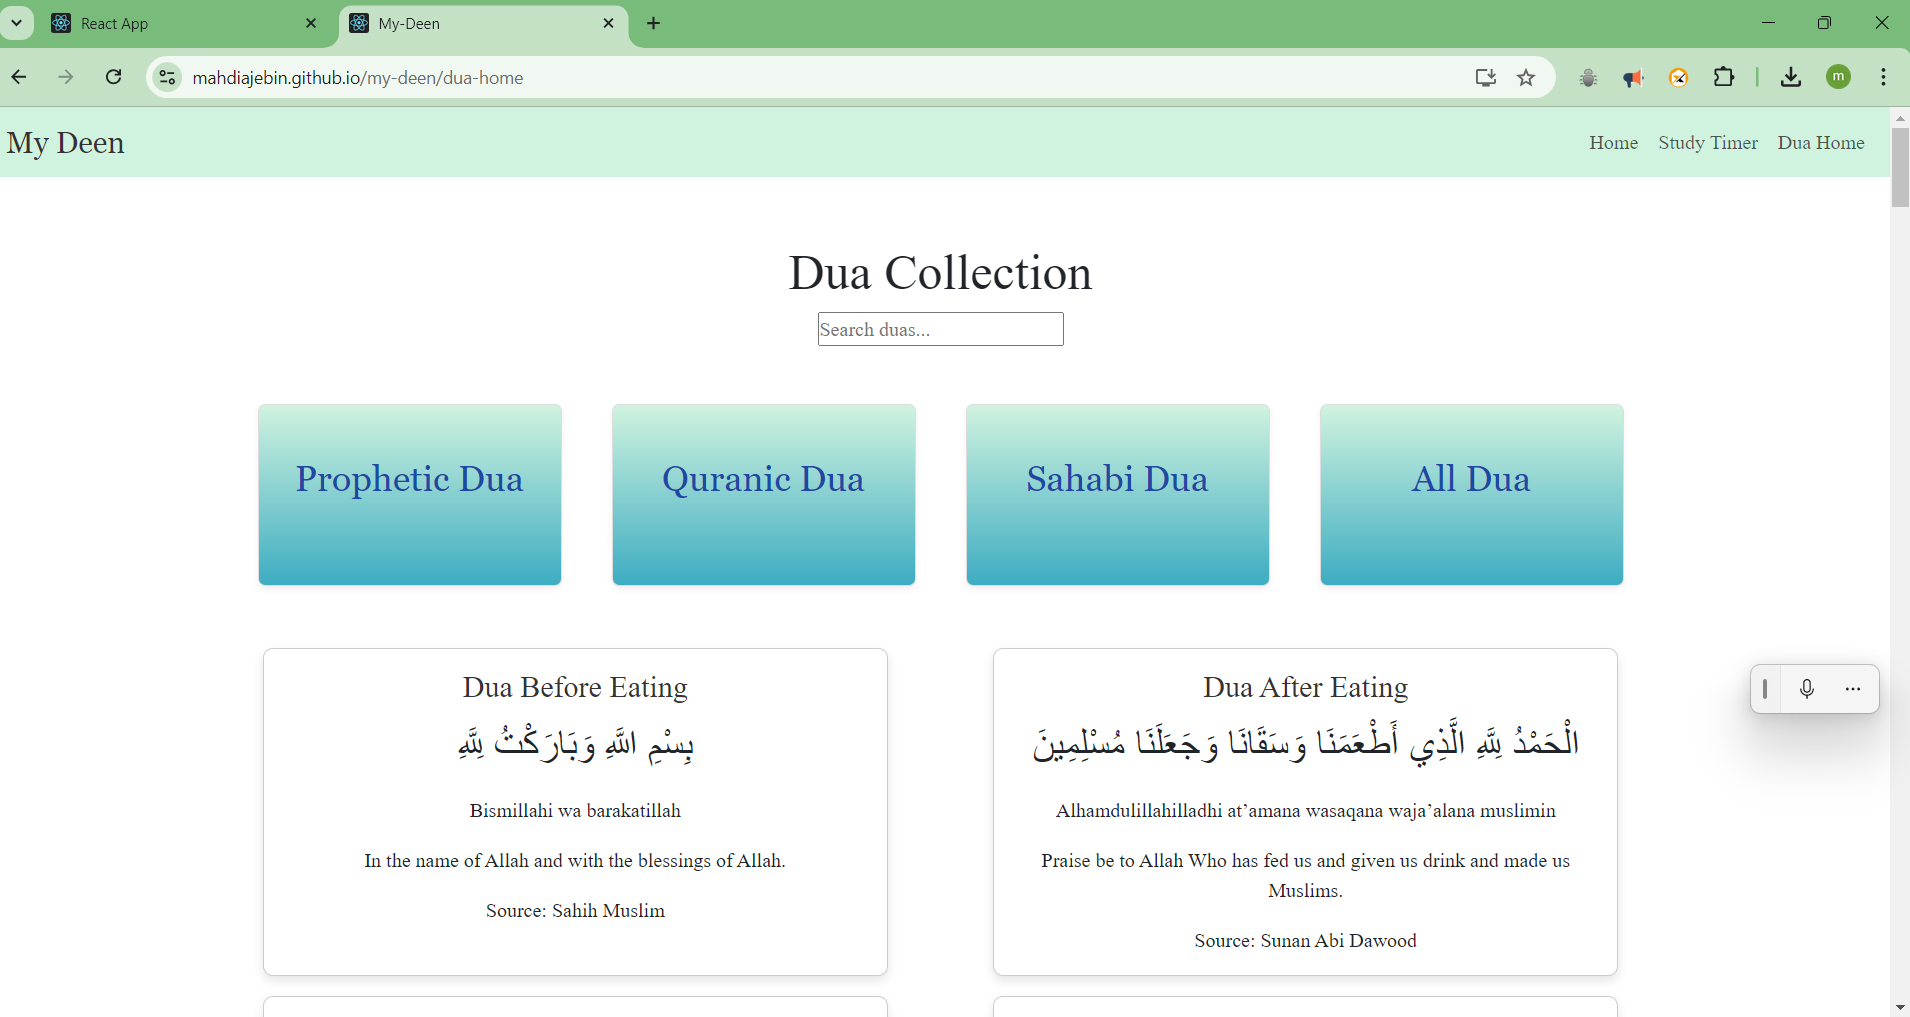 React App
My-Deen
mahdiajebin.github.io/my-deen/dua-home
m
My Deen
Home Study Timer Dua Home
Dua Collection
Search duas...
Prophetic Dua
Quranic Dua
Sahabi Dua
All Dua
Dua Before Eating
بِسْمِ اللَّهِ وَبَارَكْتُ لِلَّهِ
Bismillahi wa barakatillah
In the name of Allah and with the blessings of Allah.
Source: Sahih Muslim
Dua After Eating
الْحَمْدُ لِلَّهِ الَّذِي أَطْعَمَنَا وَسَقَانَا وَجَعَلَنَا مُسْلِمِينَ
Alhamdulillahilladhi at’amana wasaqana waja’alana muslimin
Praise be to Allah Who has fed us and given us drink and made us
Muslims.
Source: Sunan Abi Dawood